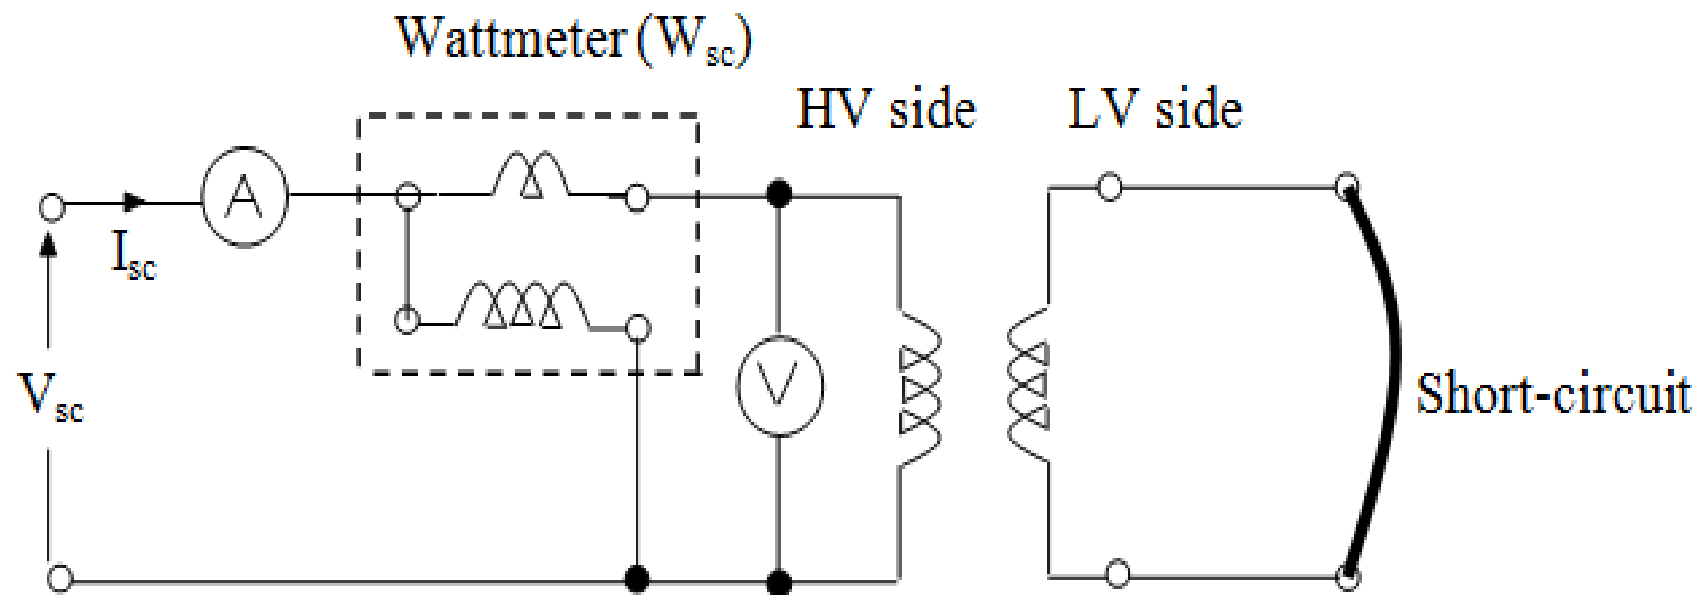 Wattmeter (Wsc)
HV side
LV side
A
Isc
V
Vsc
Short-circuit